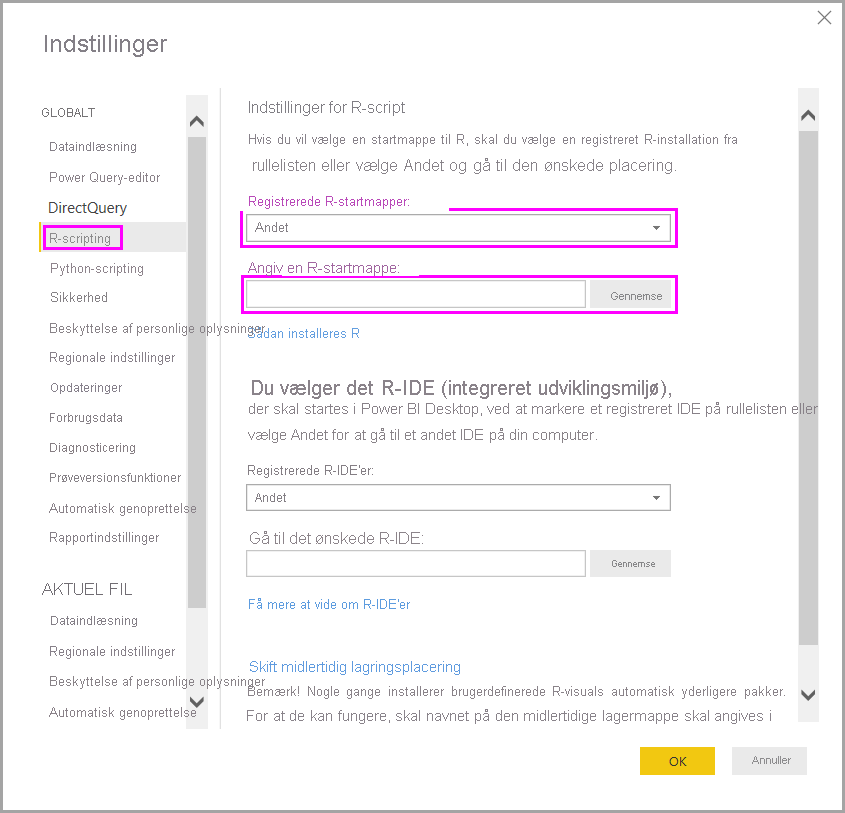 Indstillinger
GLOBALT
Dataindlæsning
Power Query-editor
DirectQuery
R-scripting
Python-scripting
Sikkerhed
Beskyttelse af personlige oplysninger
Regionale indstillinger
Opdateringer
Forbrugsdata
Diagnosticering
Prøveversionsfunktioner
Automatisk genoprettelse
Rapportindstillinger
AKTUEL FIL
Dataindlæsning
Regionale indstillinger
Beskyttelse af personlige oplysninger
Automatisk genoprettelse
Indstillinger for R-script
Hvis du vil vælge en startmappe til R, skal du vælge en registreret R-installation fra
rullelisten eller vælge Andet og gå til den ønskede placering.
Registrerede R-startmapper:
Andet
Angiv en R-startmappe:
Gennemse
Sådan installeres R
Du vælger det R-IDE (integreret udviklingsmiljø),
der skal startes i Power BI Desktop, ved at markere et registreret IDE på rullelisten eller
vælge Andet for at gå til et andet IDE på din computer.
Registrerede R-IDE'er:
Andet
Gå til det ønskede R-IDE:
Gennemse
Få mere at vide om R-IDE'er
Skift midlertidig lagringsplacering
Bemærk! Nogle gange installerer brugerdefinerede R-visuals automatisk yderligere pakker.
For at de kan fungere, skal navnet på den midlertidige lagermappe skal angives i
OK
Annuller